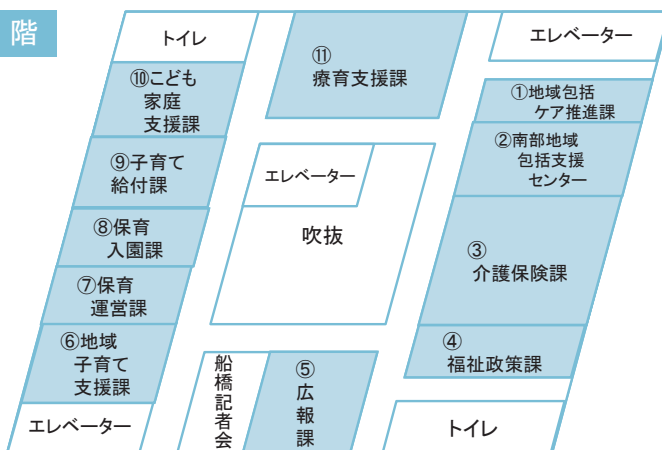 階
トイレ
⑪
療育支援課
エレベーター
⑩こども
家庭
支援課
①地域包括
ケア推進課
⑨子育て
給付課
エレベーター
②南部地域
包括支援
センター
⑧保育
入園課
吹抜
③
介護保険課
⑦保育
運営課
⑥地域
子育て
支援課
④
福祉政策課
船橋記者会
⑤
広報課
エレベーター
トイレ